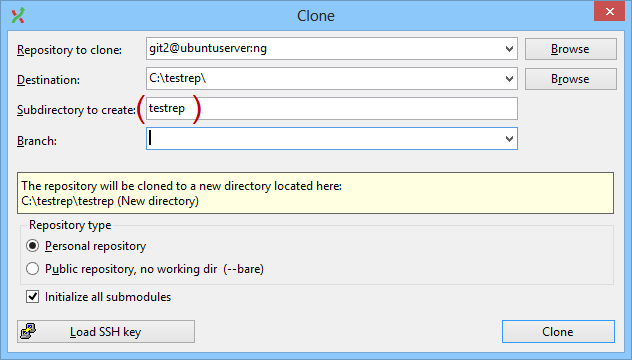 Clone
Repository to clone: git2@ubuntuserver:ng Browse
Destination: C:\testrep\ Browse
Subdirectory to create: (testrep)
Branch:
The repository will be cloned to a new directory located here:
C:\testrep\testrep (New directory)
Repository type
Personal repository
Public repository, no working dir (--bare)
Initialize all submodules
Load SSH key Clone